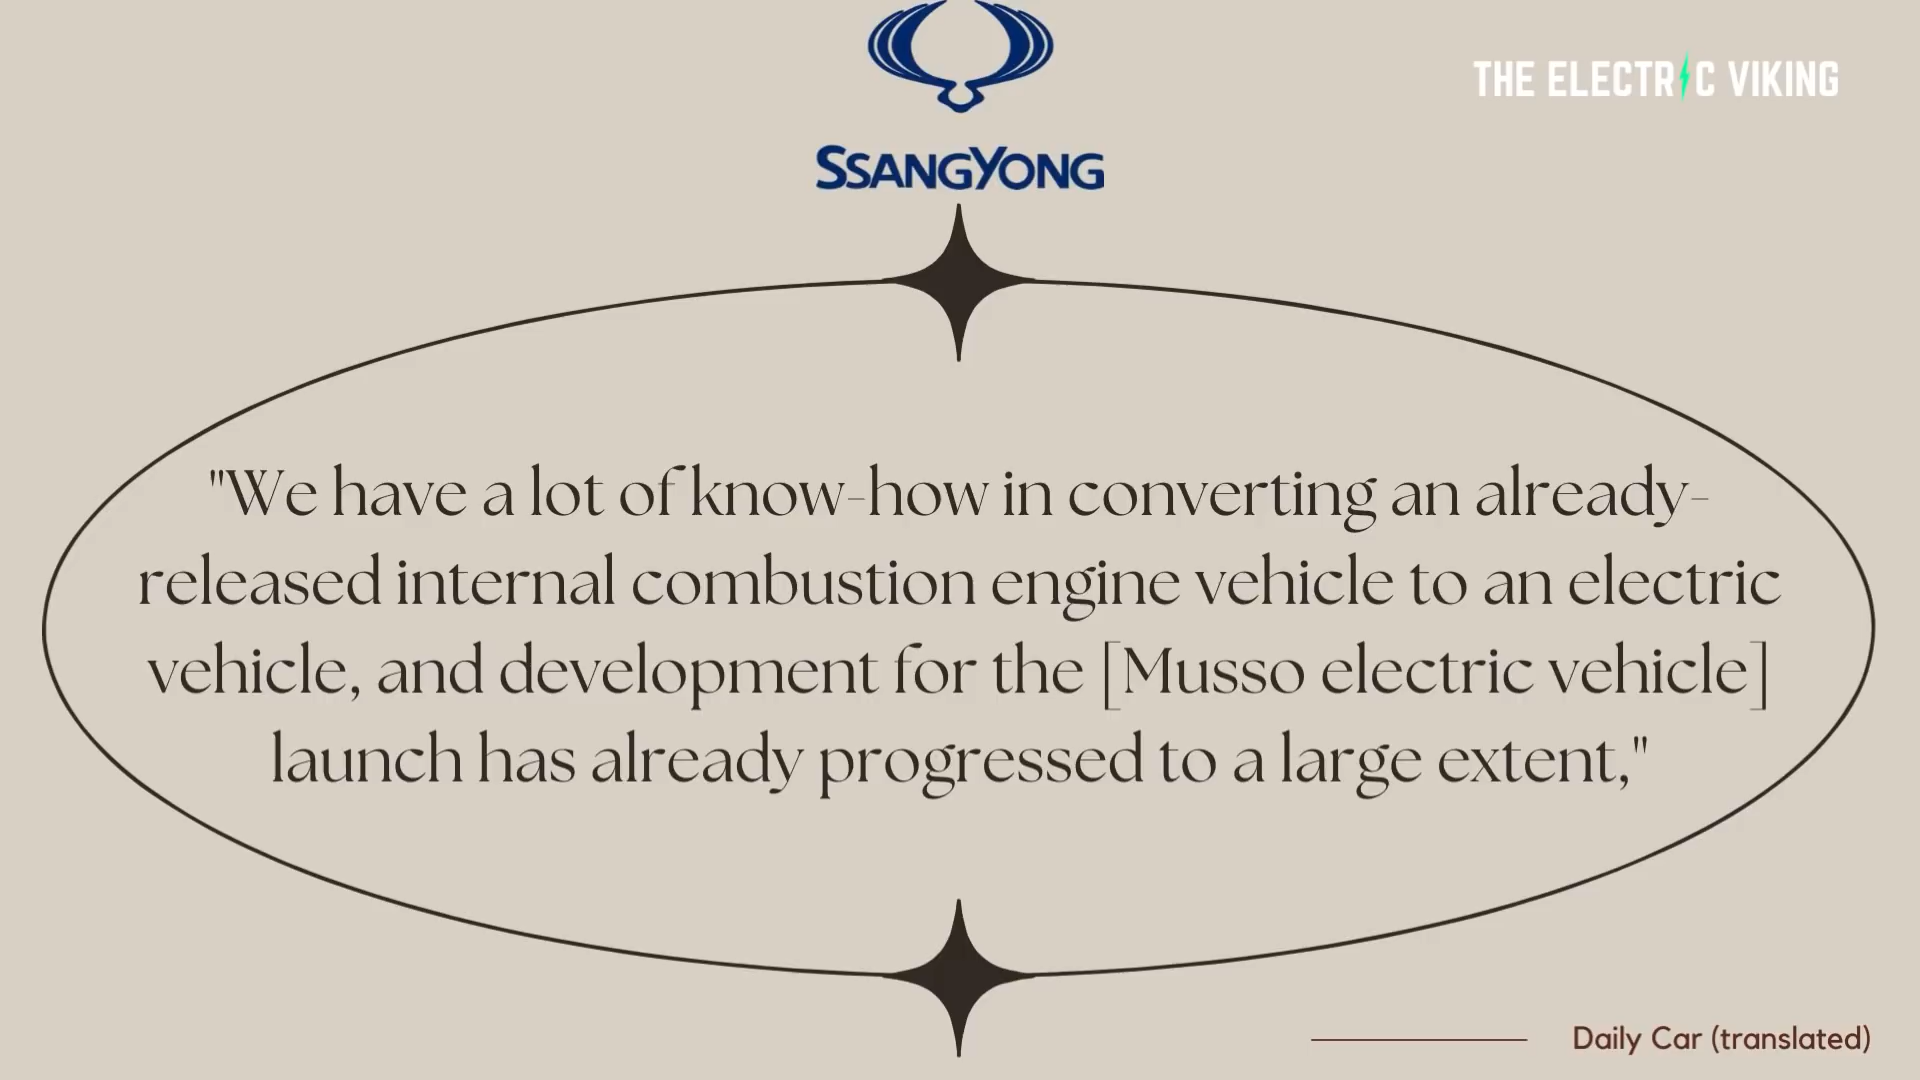 THE ELECTRIC VIKING
SSANGYONG
"We have a lot of know-how in converting an already-
released internal combustion engine vehicle to an electric
vehicle, and development for the [Musso electric vehicle]
launch has already progressed to a large extent,"
Daily Car (translated)